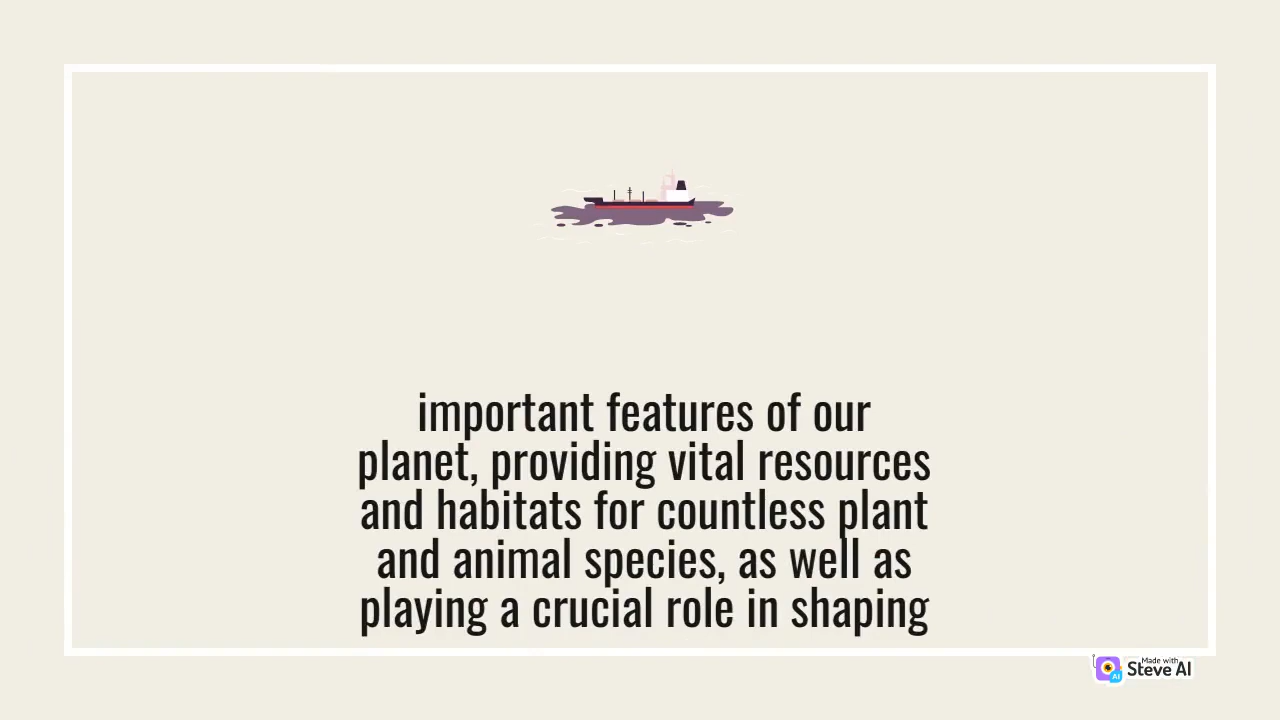 important features of our
planet, providing vital resources
and habitats for countless plant
and animal species, as well as
playing a crucial role in shaping
Made with
Steve AI
AI